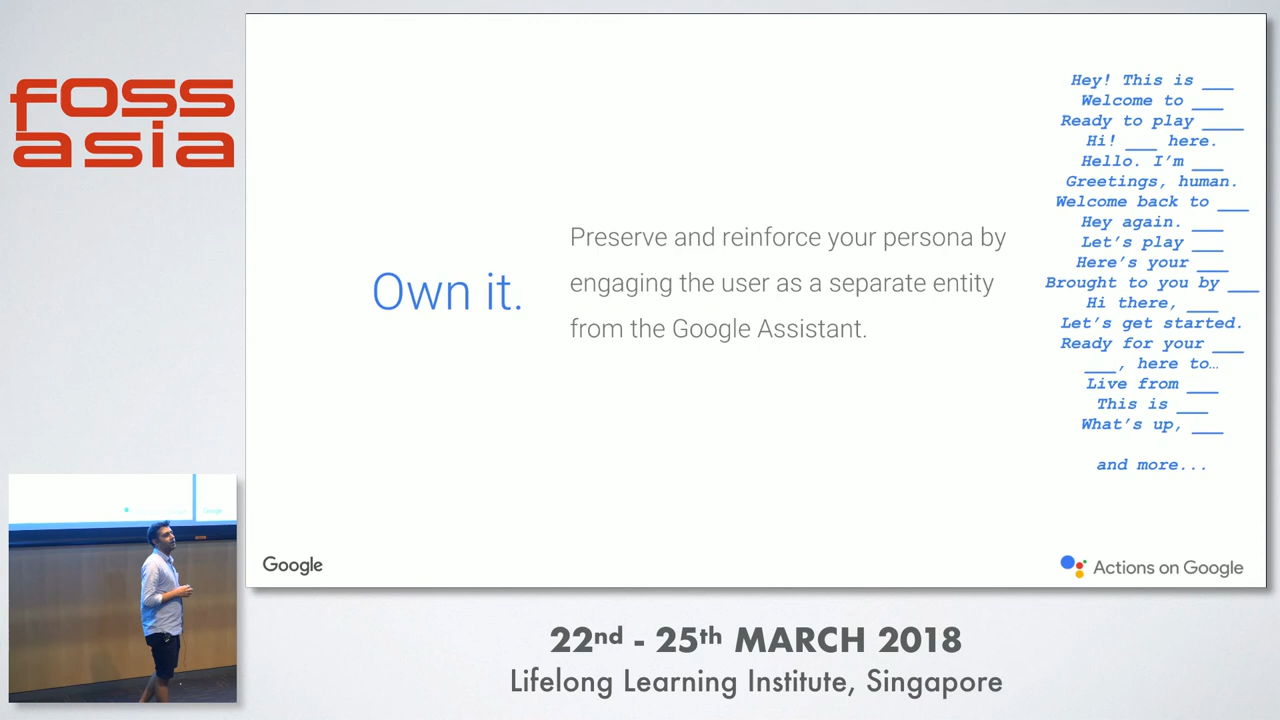 foss
asia
Own it.
Preserve and reinforce your persona by
engaging the user as a separate entity
from the Google Assistant.
Hey! This is ___
Welcome to ___
Ready to play ____
Hi! ___ here.
Hello. I'm ___
Greetings, human.
Welcome back to ___
Hey again. ___
Let's play ___
Here's your ___
Brought to you by ___
Hi there, ___
Let's get started.
Ready for your ___
___, here to…
Live from ___
This is ___
What's up, ___
and more...
Google
Actions on Google
22nd - 25th MARCH 2018
Lifelong Learning Institute, Singapore